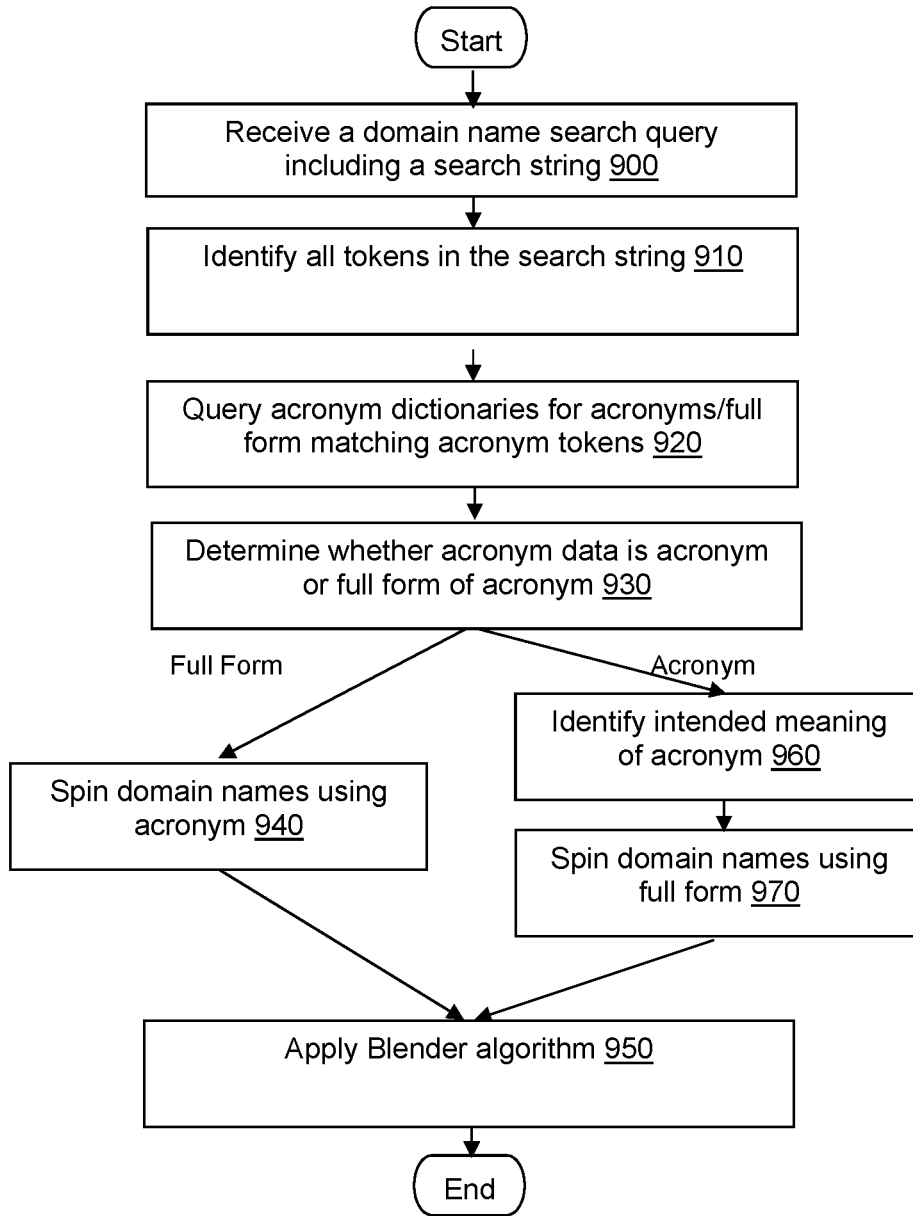 Start
Receive a domain name search query
including a search string 900
Identify all tokens in the search string 910
Query acronym dictionaries for acronyms/full
form matching acronym tokens 920
Determine whether acronym data is acronym
or full form of acronym 930
Full Form
Acronym
Identify intended meaning
of acronym 960
Spin domain names using
acronym 940
Spin domain names using
full form 970
Apply Blender algorithm 950
End